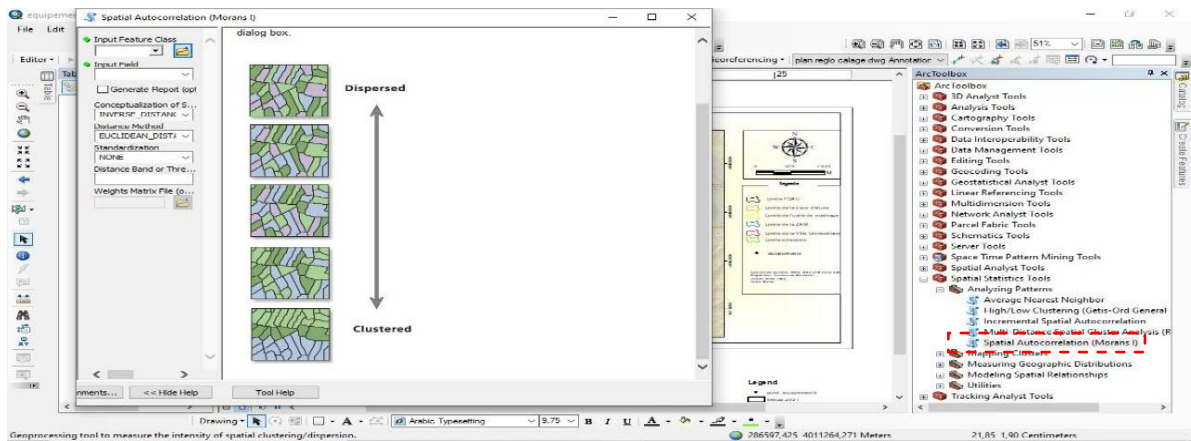 equipeme
Spatial Autocorrelation (Morans I)
File Edit
Editor
Input Feature Class
Input Field
Generate Report (opt
Conceptualization of S...
INVERSE_DISTANC
Distance Method
EUCLIDEAN_DISTA
Standardization
NONE
Distance Band or Thre...
Weights Matrix File (o...
dialog box.
Dispersed
Clustered
nments...
<< Hide Help
Tool Help
51%
eoreferencing
plan reglo calage dwg Annotation
Table
|25
N
W
E
S
Legend
ArcToolbox
ArcToolbox
3D Analyst Tools
Analysis Tools
Cartography Tools
Conversion Tools
Data Interoperability Tools
Data Management Tools
Editing Tools
Geocoding Tools
Geostatistical Analyst Tools
Linear Referencing Tools
Multidimension Tools
Network Analyst Tools
Parcel Fabric Tools
Schematics Tools
Server Tools
Space Time Pattern Mining Tools
Spatial Analyst Tools
Spatial Statistics Tools
Analyzing Patterns
Average Nearest Neighbor
High/Low Clustering (Getis-Ord General
Incremental Spatial Autocorrelation
Multi-Distance Spatial Cluster Analysis (R
Spatial Autocorrelation (Morans I)
Mapping Clusters
Measuring Geographic Distributions
Modeling Spatial Relationships
Utilities
Tracking Analyst Tools
Catalog
Create Features
Drawing
Arabic Typesetting
9.75
B I U A
Geoprocessing tool to measure the intensity of spatial clustering/dispersion.
286597,425 4011264,271 Meters
21,85 1,90 Centimeters